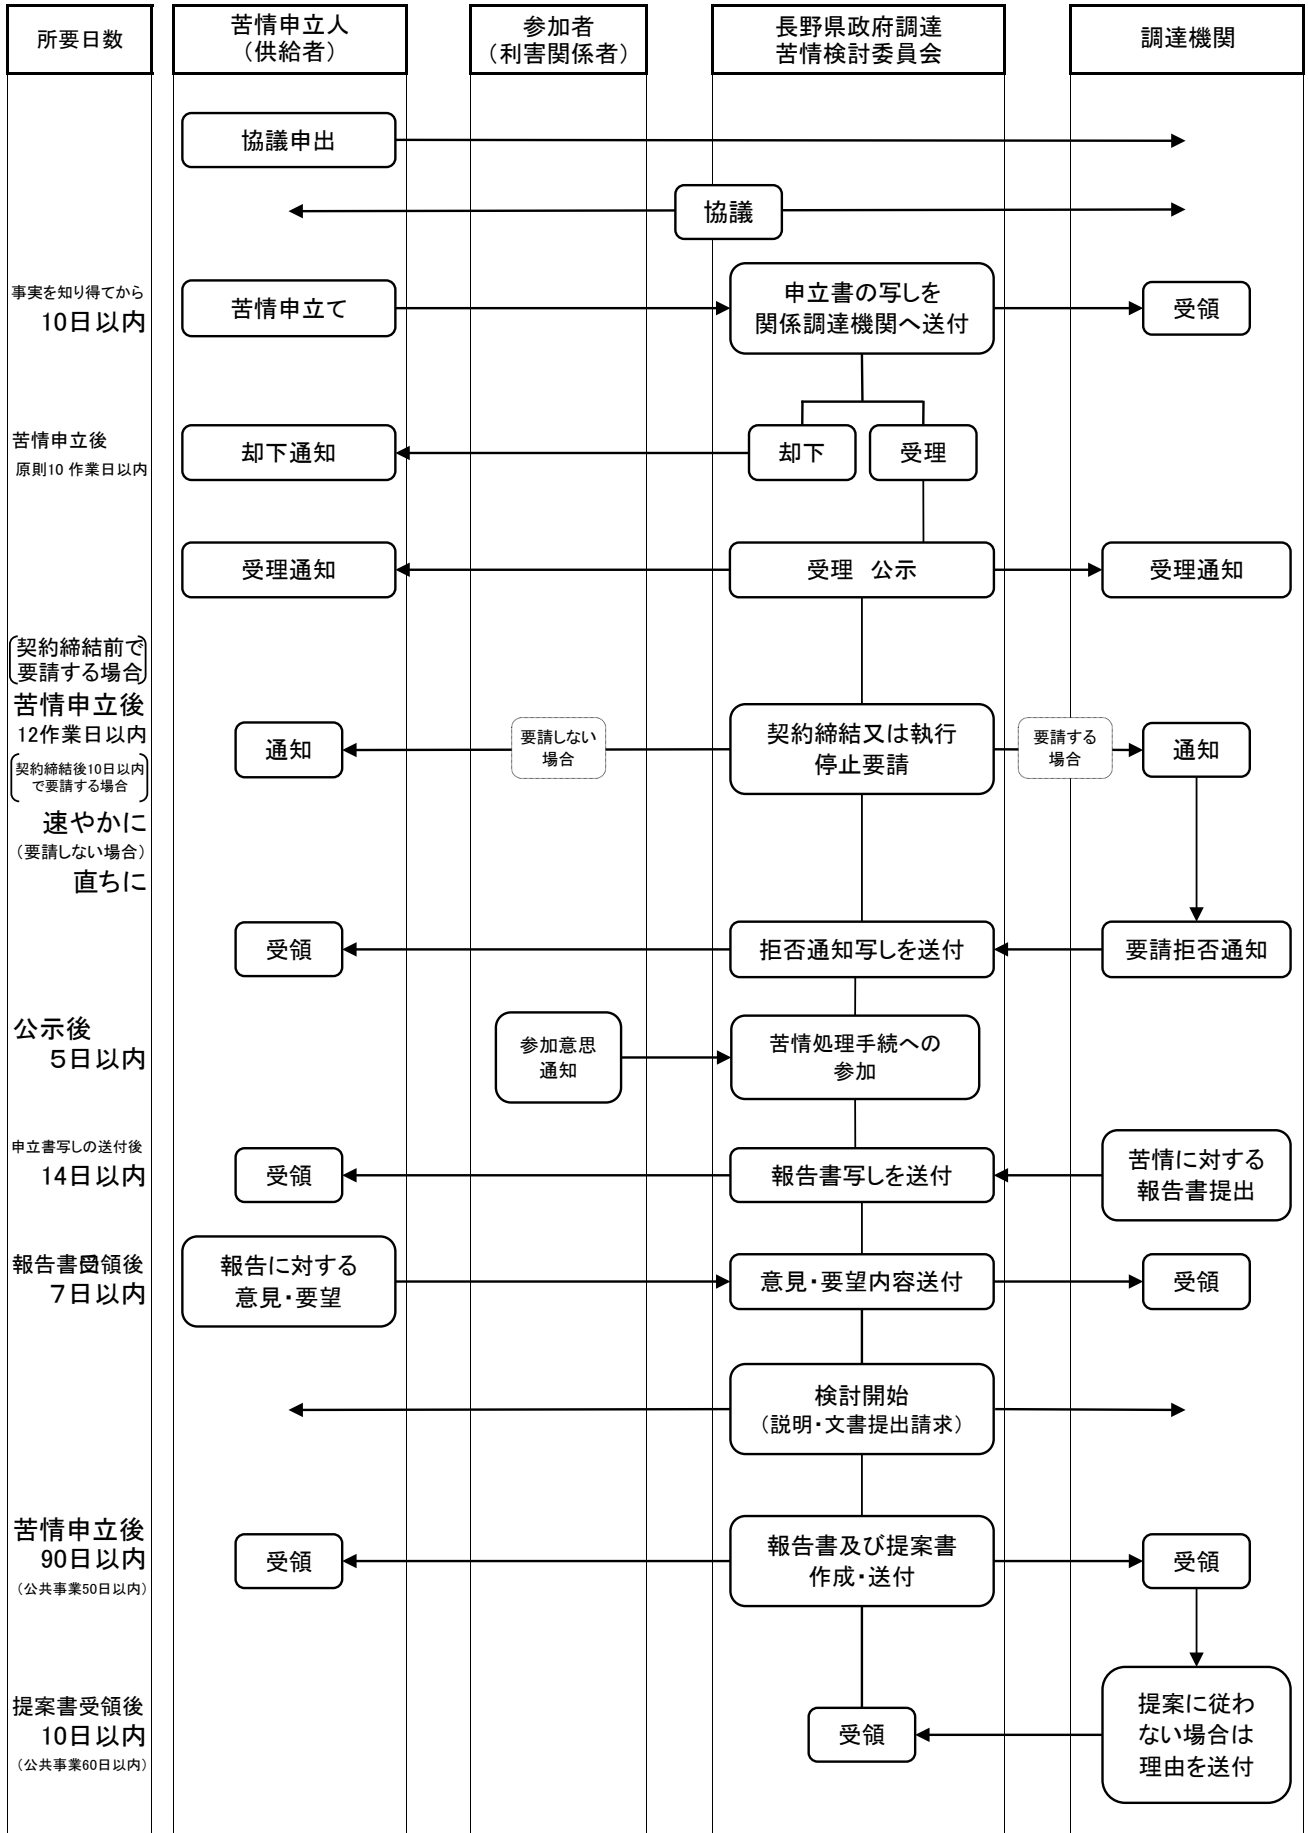 所要日数
苦情申立人
（供給者）
参加者
（利害関係者）
長野県政府調達
苦情検討委員会
調達機関
協議申出
協議
事実を知り得てから
10日以内
苦情申立て
申立書の写しを
関係調達機関へ送付
受領
苦情申立後
原則10 作業日以内
却下通知
却下
受理
受理通知
受理　公示
受理通知
契約締結前で
要請する場合
苦情申立後
12作業日以内
契約締結後10日以内
で要請する場合
速やかに
（要請しない場合）
直ちに
通知
要請しない
場合
契約締結又は執行
停止要請
要請する
場合
通知
受領
拒否通知写しを送付
要請拒否通知
公示後
5日以内
参加意思
通知
苦情処理手続への
参加
申立書写しの送付後
14日以内
受領
報告書写しを送付
苦情に対する
報告書提出
報告書受領後
7日以内
報告に対する
意見・要望
意見・要望内容送付
受領
検討開始
（説明・文書提出請求）
苦情申立後
90日以内
（公共事業50日以内）
受領
報告書及び提案書
作成・送付
受領
提案書受領後
10日以内
（公共事業60日以内）
受領
提案に従わ
ない場合は
理由を送付